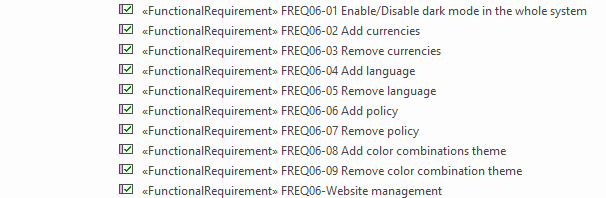 «FunctionalRequirement» FREQ06-01 Enable/Disable dark mode in the whole system
«FunctionalRequirement» FREQ06-02 Add currencies
«FunctionalRequirement» FREQ06-03 Remove currencies
«FunctionalRequirement» FREQ06-04 Add language
«FunctionalRequirement» FREQ06-05 Remove language
«FunctionalRequirement» FREQ06-06 Add policy
«FunctionalRequirement» FREQ06-07 Remove policy
«FunctionalRequirement» FREQ06-08 Add color combinations theme
«FunctionalRequirement» FREQ06-09 Remove color combination theme
«FunctionalRequirement» FREQ06-Website management